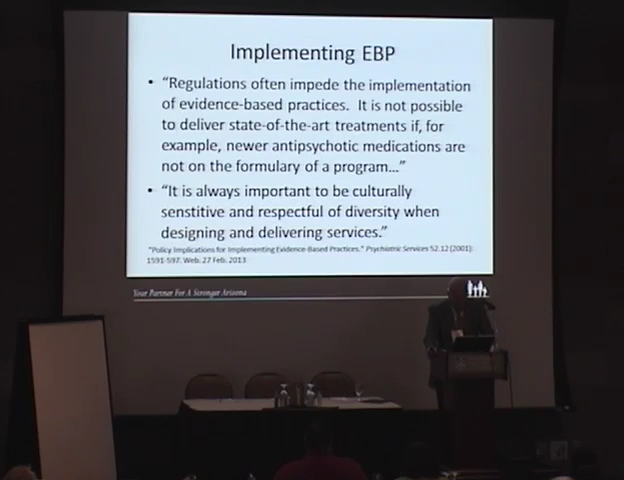 Implementing EBP
• “Regulations often impede the implementation
of evidence-based practices. It is not possible
to deliver state-of-the-art treatments if, for
example, newer antipsychotic medications are
not on the formulary of a program…”
• “It is always important to be culturally
senstitive and respectful of diversity when
designing and delivering services.”
“Policy Implications for Implementing Evidence-Based Practices.” Psychiatric Services 52.12 (2001):
1591-597. Web. 27 Feb. 2013
Your Partner For A Stronger Arizona